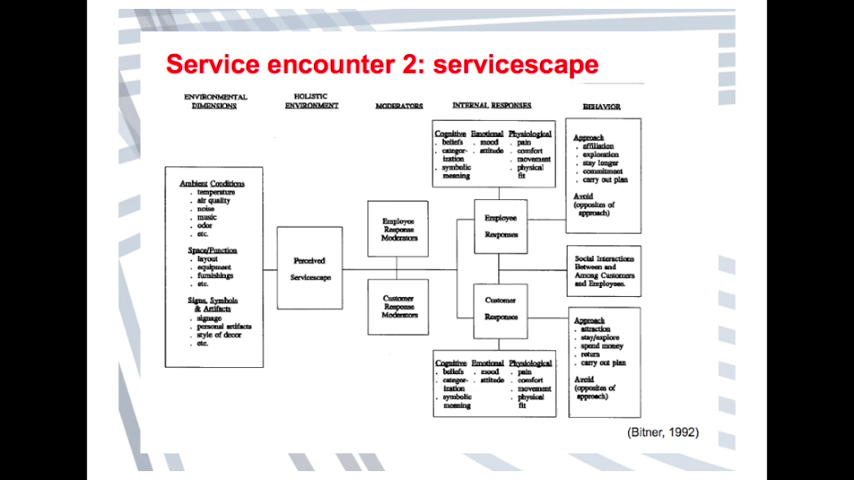 Service encounter 2: servicescape
ENVIRONMENTAL
DIMENSIONS
HOLISTIC
ENVIRONMENT
MODERATORS
INTERNAL RESPONSES
BEHAVIOR
Ambient Conditions
. temperature
. air quality
. noise
. music
. odor
. etc.
Space/Function
. layout
. equipment
. furnishings
. etc.
Signs, Symbols
& Artifacts
. signage
. personal artifacts
. style of decor
. etc.
Perceived
Servicescape
Employee
Response
Moderators
Customer
Response
Moderators
Cognitive Emotional Physiological
. beliefs . mood . pain
. categor- . attitude . comfort
ization . movement
. symbolic . physical
meaning fit
Employee
Responses
Customer
Responses
Cognitive Emotional Physiological
. beliefs . mood . pain
. categor- . attitude . comfort
ization . movement
. symbolic . physical
meaning fit
Approach
. affiliation
. exploration
. stay longer
. commitment
. carry out plan
Avoid
(opposites of
approach)
Social Interactions
Between and
Among Customers
and Employees.
Approach
. attraction
. stay/explore
. spend money
. return
. carry out plan
Avoid
(opposites of
approach)
(Bitner, 1992)